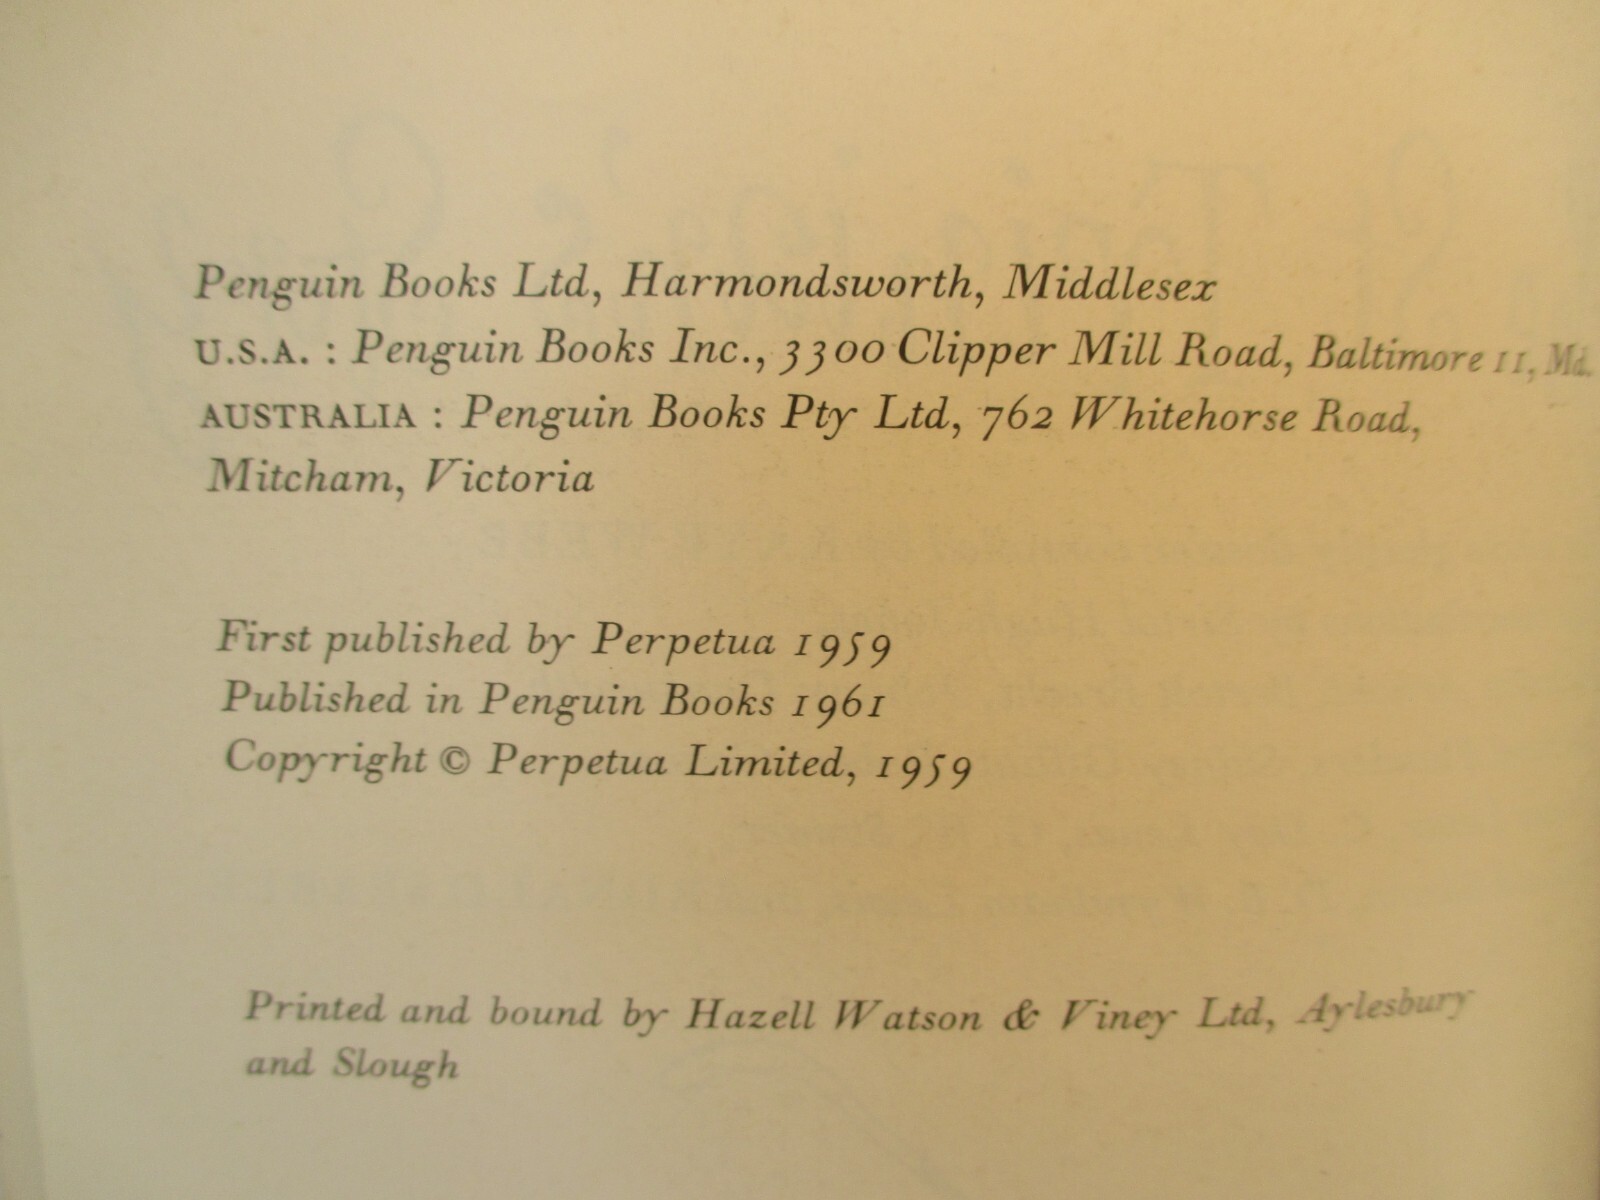 Penguin Books Ltd, Harmondsworth, Middlesex
U.S.A. : Penguin Books Inc., 3300 Clipper Mill Road, Baltimore 11, Md.
AUSTRALIA : Penguin Books Pty Ltd, 762 Whitehorse Road,
Mitcham, Victoria
First published by Perpetua 1959
Published in Penguin Books 1961
Copyright © Perpetua Limited, 1959
Printed and bound by Hazell Watson & Viney Ltd, Aylesbury
and Slough